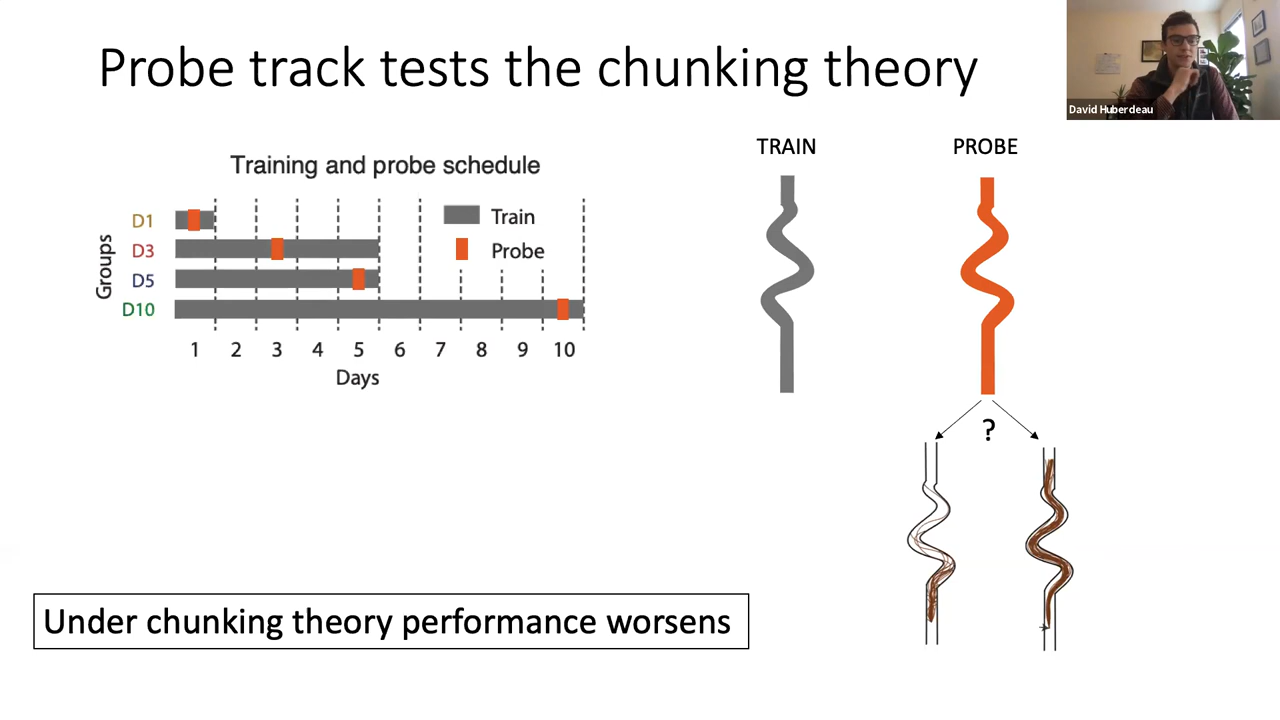 Probe track tests the chunking theory
David Huberdeau
Training and probe schedule
Groups
D1
D3
D5
D10
Train
Probe
1 2 3 4 5 6 7 8 9 10
Days
TRAIN
PROBE
?
Under chunking theory performance worsens